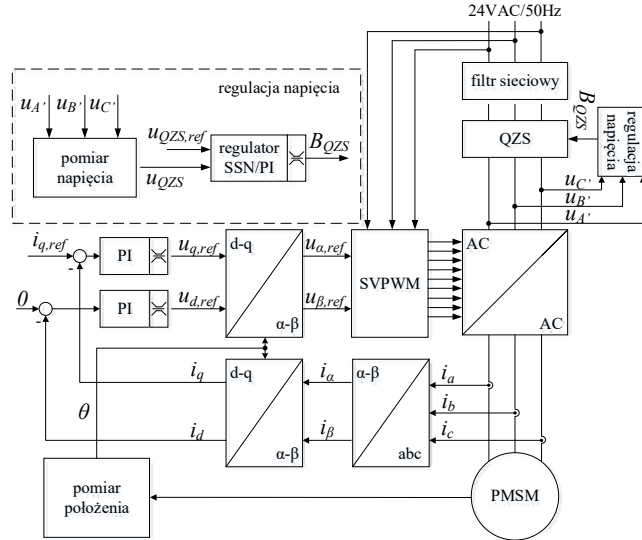 24VAC/50Hz
regulacja napięcia
filtr sieciowy
u_A' u_B' u_C'
u_QZS,ref
B_QZS
pomiar
napięcia
regulator
SSN/PI
u_QZS
QZS
B_QZS
regulacja
napięcia
u_C'
u_B'
u_A'
i_q,ref
-
PI
u_q,ref
d-q
u_α,ref
SVPWM
AC
0
-
PI
u_d,ref
α-β
u_β,ref
AC
i_q
d-q
i_α
α-β
i_a
i_b
θ
i_d
α-β
i_β
abc
i_c
pomiar
położenia
PMSM